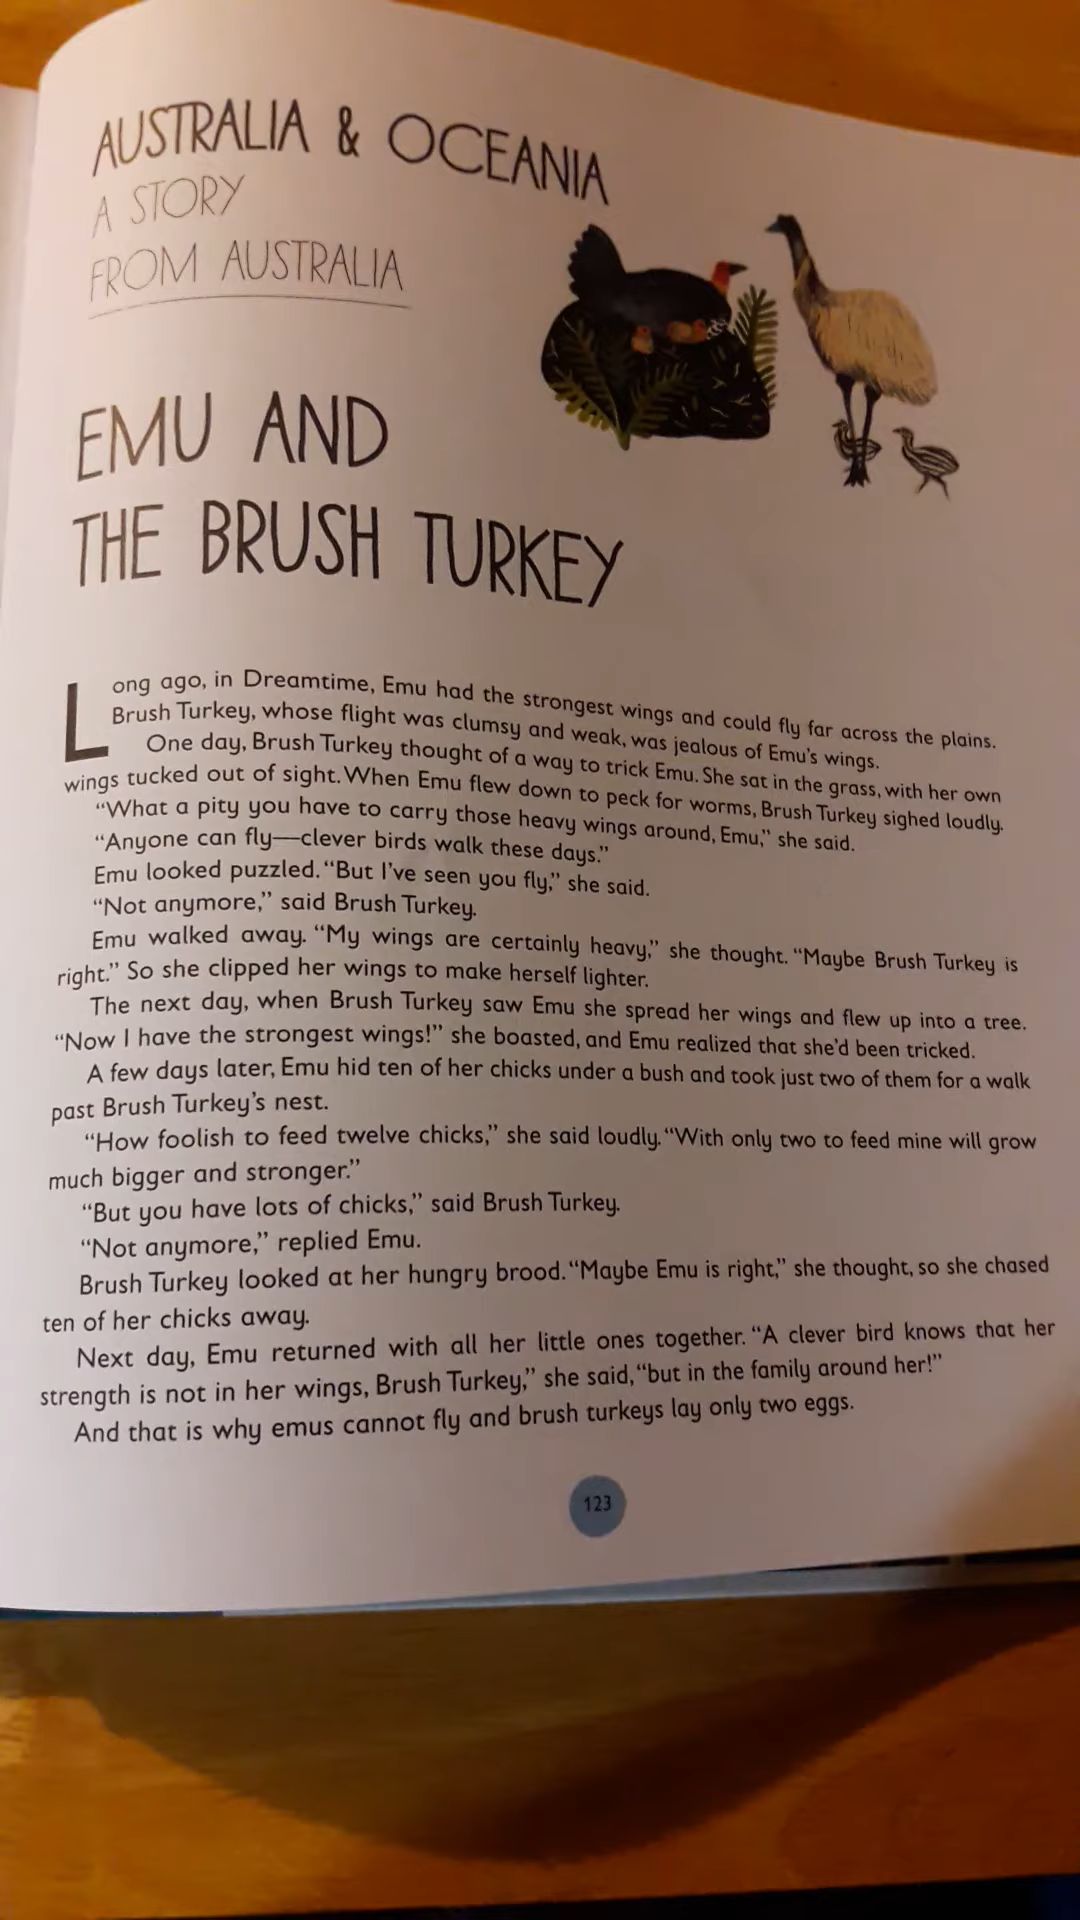 AUSTRALIA & OCEANIA
A STORY
FROM AUSTRALIA
EMU AND
THE BRUSH TURKEY
Long ago, in Dreamtime, Emu had the strongest wings and could fly far across the plains.
Brush Turkey, whose flight was clumsy and weak, was jealous of Emu's wings.
One day, Brush Turkey thought of a way to trick Emu. She sat in the grass, with her own
wings tucked out of sight. When Emu flew down to peck for worms, Brush Turkey sighed loudly.
“What a pity you have to carry those heavy wings around, Emu,” she said.
“Anyone can fly—clever birds walk these days.”
Emu looked puzzled. “But I've seen you fly,” she said.
“Not anymore,” said Brush Turkey.
Emu walked away. “My wings are certainly heavy,” she thought. “Maybe Brush Turkey is
right.” So she clipped her wings to make herself lighter.
The next day, when Brush Turkey saw Emu she spread her wings and flew up into a tree.
“Now I have the strongest wings!” she boasted, and Emu realized that she'd been tricked.
A few days later, Emu hid ten of her chicks under a bush and took just two of them for a walk
past Brush Turkey's nest.
“How foolish to feed twelve chicks,” she said loudly. “With only two to feed mine will grow
much bigger and stronger.”
“But you have lots of chicks,” said Brush Turkey.
“Not anymore,” replied Emu.
Brush Turkey looked at her hungry brood. “Maybe Emu is right,” she thought, so she chased
ten of her chicks away.
Next day, Emu returned with all her little ones together. “A clever bird knows that her
strength is not in her wings, Brush Turkey,” she said, “but in the family around her!”
And that is why emus cannot fly and brush turkeys lay only two eggs.
123